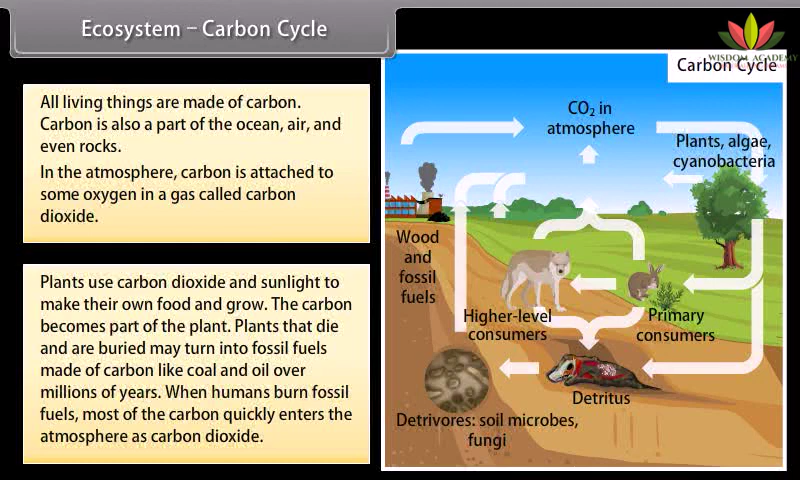 Ecosystem – Carbon Cycle
WISDOM ACADEMY
All living things are made of carbon.
Carbon is also a part of the ocean, air, and
even rocks.
In the atmosphere, carbon is attached to
some oxygen in a gas called carbon
dioxide.
Plants use carbon dioxide and sunlight to
make their own food and grow. The carbon
becomes part of the plant. Plants that die
and are buried may turn into fossil fuels
made of carbon like coal and oil over
millions of years. When humans burn fossil
fuels, most of the carbon quickly enters the
atmosphere as carbon dioxide.
Carbon Cycle
CO₂ in
atmosphere
Plants, algae,
cyanobacteria
Wood
and
fossil
fuels
Higher-level
consumers
Primary
consumers
Detritus
Detrivores: soil microbes,
fungi